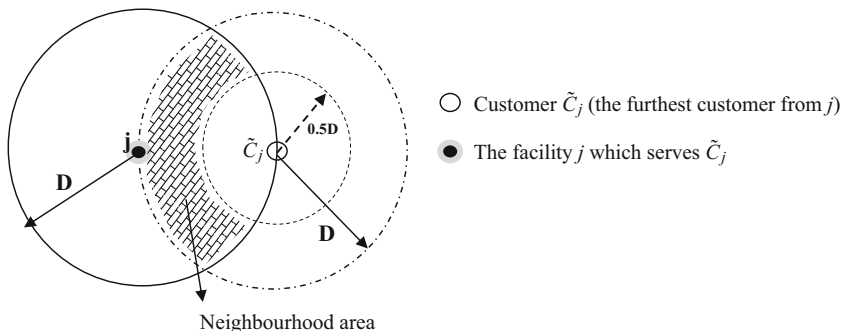 j
D
C̃j
0.5D
D
Neighbourhood area
Customer C̃j (the furthest customer from j)
The facility j which serves C̃j